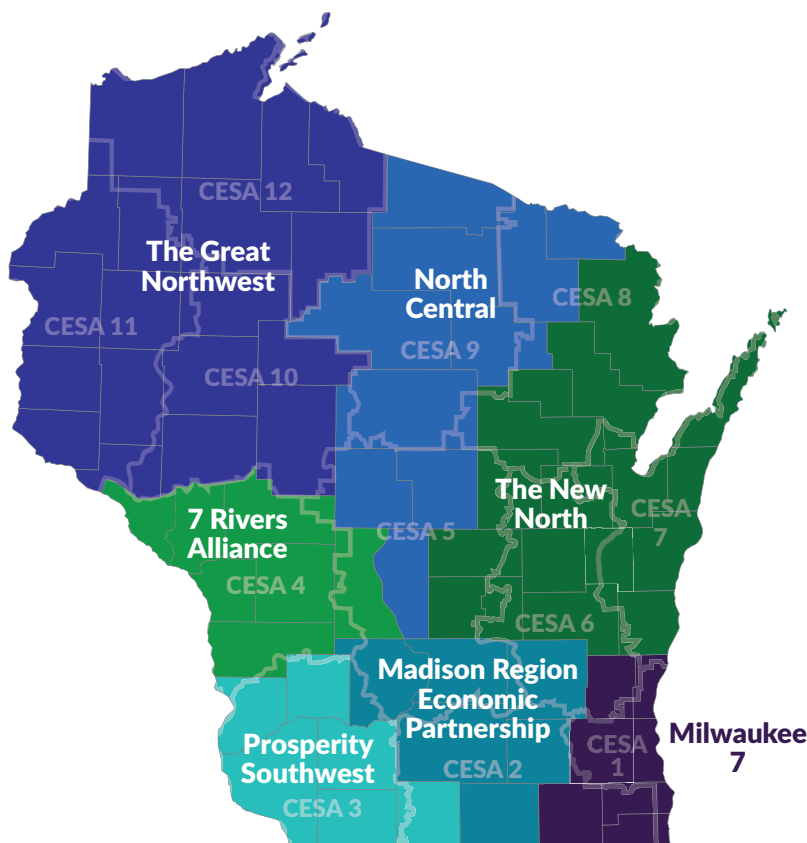 CESA 12
The Great
Northwest
North
Central
CESA 8
CESA 11
CESA 9
CESA 10
The New
North
7 Rivers
Alliance
CESA
7
CESA 5
CESA 4
CESA 6
Madison Region
Economic
Partnership
Milwaukee
7
Prosperity
Southwest
CESA
1
CESA 2
CESA 3